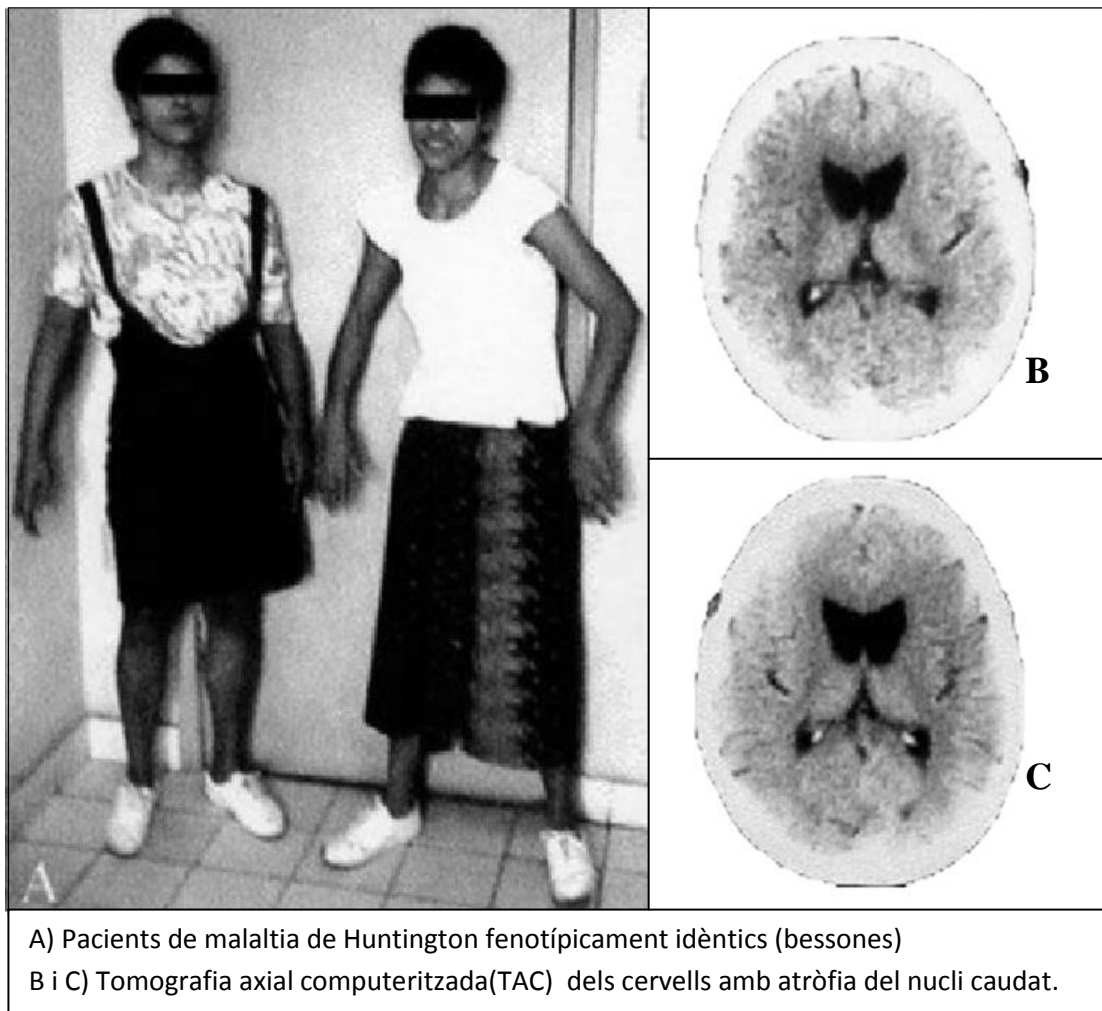 A
B
C
A) Pacients de malaltia de Huntington fenotípicament idèntics (bessones)
B i C) Tomografia axial computeritzada(TAC)  dels cervells amb atròfia del nucli caudat.